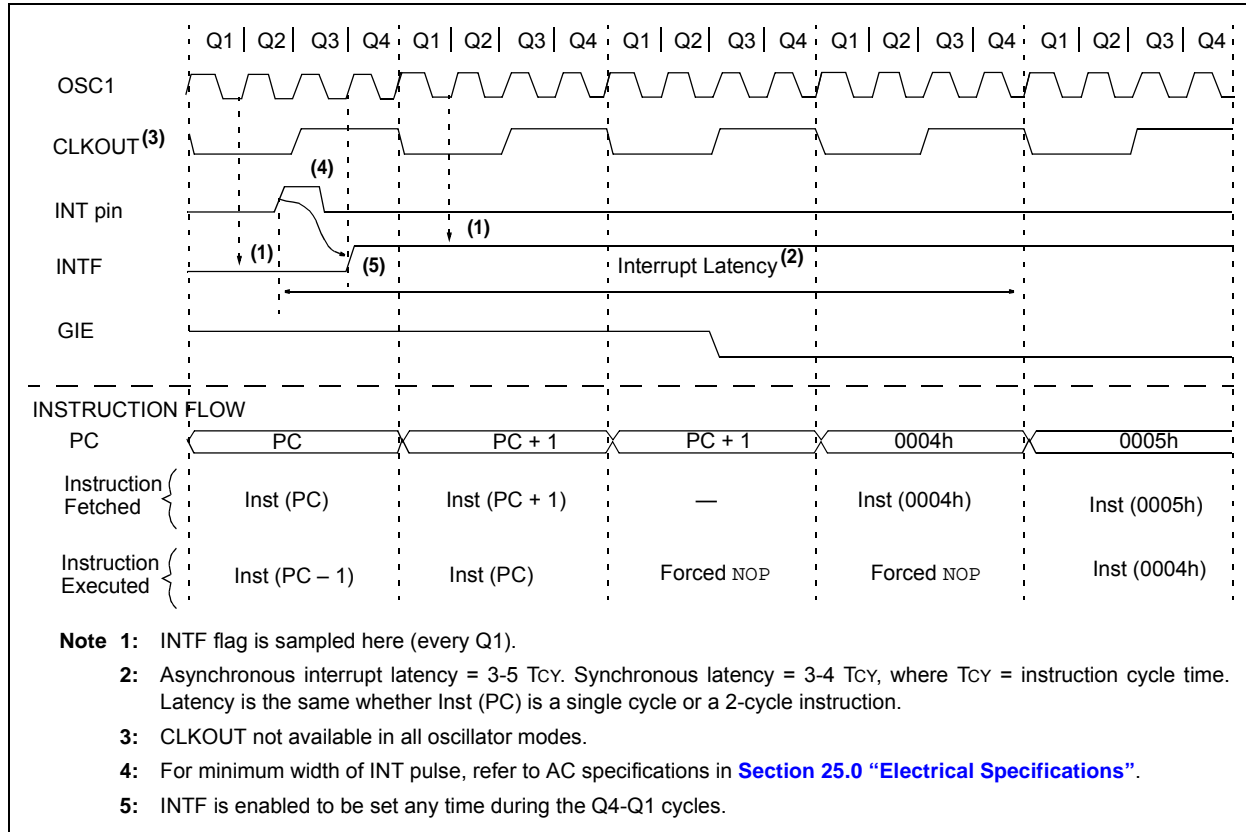 Q1 Q2 Q3 Q4 Q1 Q2 Q3 Q4 Q1 Q2 Q3 Q4 Q1 Q2 Q3 Q4 Q1 Q2 Q3 Q4
OSC1
CLKOUT(3)
(4)
INT pin
(1)
(1)
INTF
(5)
Interrupt Latency(2)
GIE
INSTRUCTION FLOW
PC PC PC + 1 PC + 1 0004h 0005h
Instruction
Fetched
Inst (PC) Inst (PC + 1) — Inst (0004h) Inst (0005h)
Instruction
Executed
Inst (PC – 1) Inst (PC) Forced NOP Forced NOP Inst (0004h)
Note 1: INTF flag is sampled here (every Q1).
2: Asynchronous interrupt latency = 3-5 TCY. Synchronous latency = 3-4 TCY, where TCY = instruction cycle time.
Latency is the same whether Inst (PC) is a single cycle or a 2-cycle instruction.
3: CLKOUT not available in all oscillator modes.
4: For minimum width of INT pulse, refer to AC specifications in Section 25.0 “Electrical Specifications”.
5: INTF is enabled to be set any time during the Q4-Q1 cycles.